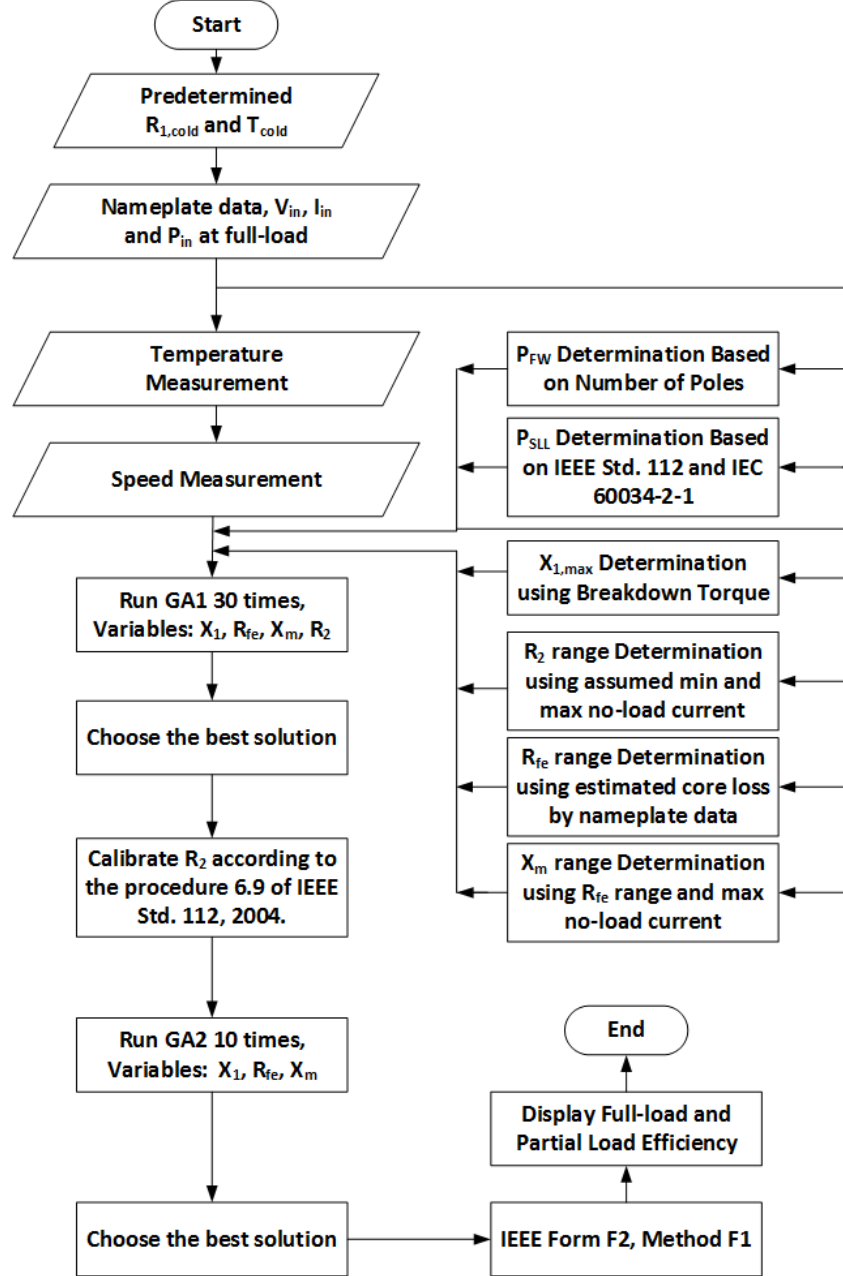 Start
Predetermined
R1,cold and Tcold
Nameplate data, Vin, Iin
and Pin at full-load
Temperature
Measurement
Speed Measurement
PFW Determination Based
on Number of Poles
PSLL Determination Based
on IEEE Std. 112 and IEC
60034-2-1
X1,max Determination
using Breakdown Torque
R2 range Determination
using assumed min and
max no-load current
Rfe range Determination
using estimated core loss
by nameplate data
Xm range Determination
using Rfe range and max
no-load current
Run GA1 30 times,
Variables: X1, Rfe, Xm, R2
Choose the best solution
Calibrate R2 according to
the procedure 6.9 of IEEE
Std. 112, 2004.
Run GA2 10 times,
Variables: X1, Rfe, Xm
Choose the best solution
IEEE Form F2, Method F1
Display Full-load and
Partial Load Efficiency
End